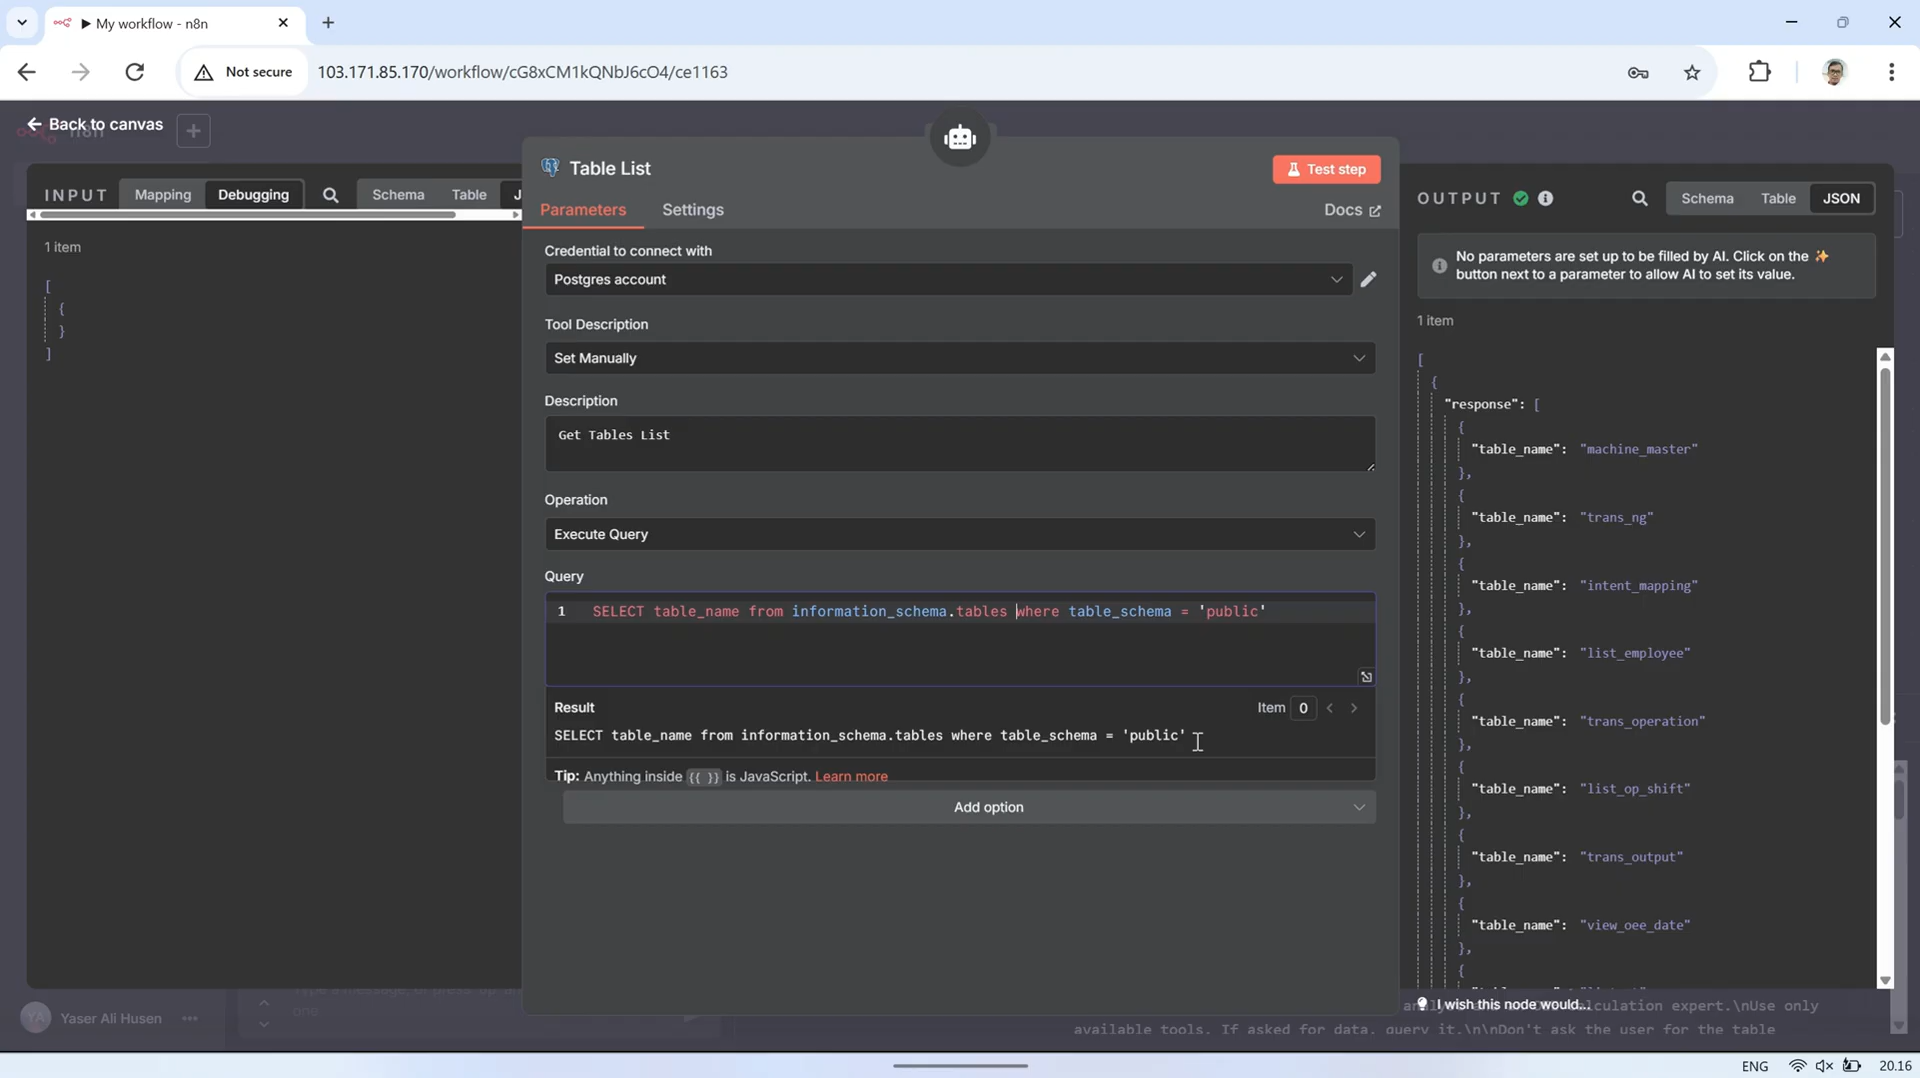 ▶ My workflow - n8n
Not secure
103.171.85.170/workflow/cG8xCM1kQNbJ6cO4/ce1163
Back to canvas
INPUT
Mapping
Debugging
Schema
Table
1 item
[
{
}
]
Table List
Test step
Parameters
Settings
Docs
Credential to connect with
Postgres account
Tool Description
Set Manually
Description
Get Tables List
Operation
Execute Query
Query
1 SELECT table_name from information_schema.tables where table_schema = 'public'
Result
Item 0
SELECT table_name from information_schema.tables where table_schema = 'public'
Tip: Anything inside {{ }} is JavaScript. Learn more
Add option
OUTPUT
Schema
Table
JSON
No parameters are set up to be filled by AI. Click on the ✨
button next to a parameter to allow AI to set its value.
1 item
[
{
"response": [
{
"table_name": "machine_master"
},
{
"table_name": "trans_ng"
},
{
"table_name": "intent_mapping"
},
{
"table_name": "list_employee"
},
{
"table_name": "trans_operation"
},
{
"table_name": "list_op_shift"
},
{
"table_name": "trans_output"
},
{
"table_name": "view_oee_date"
},
{
I wish this node would...
calculation expert.\nUse only
available tools. If asked for data, query it.\n\nDon't ask the user for the table
YA
Yaser Ali Husen
one
ENG
20.16